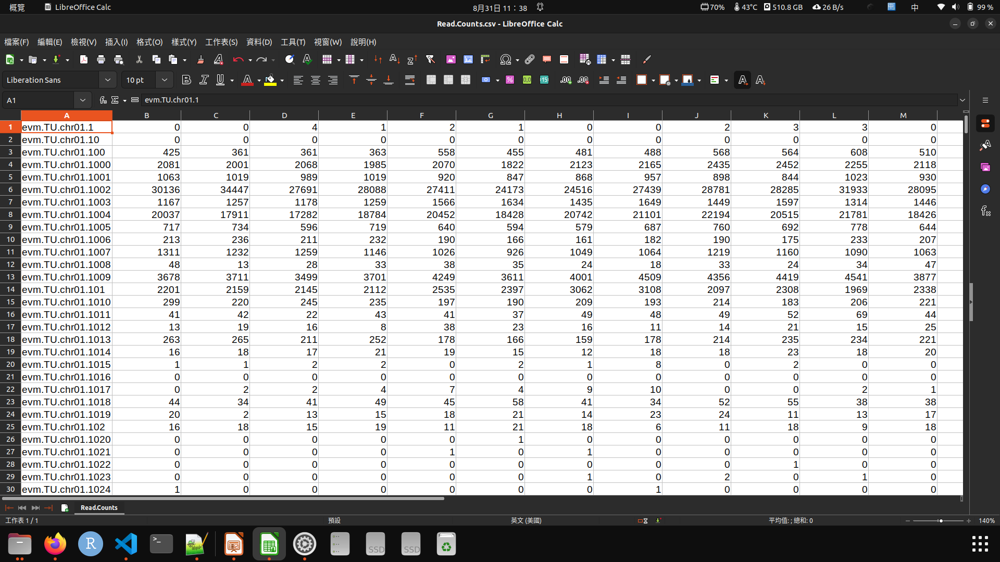 概覽 LibreOffice Calc 8月31日 11：38 70% 43°C 510.8 GB 26 B/s 中 中 99 %
Read.Counts.csv - LibreOffice Calc
檔案(F) 編輯(E) 檢視(V) 插入(I) 格式(O) 樣式(Y) 工作表(S) 資料(D) 工具(T) 視窗(W) 說明(H)
Liberation Sans 10 pt
A1 evm.TU.chr01.1
A B C D E F G H I J K L M
1 evm.TU.chr01.1 0 0 4 1 2 1 0 0 2 3 3 0
2 evm.TU.chr01.10 0 0 0 0 0 0 0 0 0 0 0 0
3 evm.TU.chr01.100 425 361 361 363 558 455 481 488 568 564 608 510
4 evm.TU.chr01.1000 2081 2001 2068 1985 2070 1822 2123 2165 2435 2452 2255 2118
5 evm.TU.chr01.1001 1063 1019 989 1019 920 847 868 957 898 844 1023 930
6 evm.TU.chr01.1002 30136 34447 27691 28088 27411 24173 24516 27439 28781 28285 31933 28095
7 evm.TU.chr01.1003 1167 1257 1178 1259 1566 1634 1435 1649 1449 1597 1314 1446
8 evm.TU.chr01.1004 20037 17911 17282 18784 20452 18428 20742 21101 22194 20515 21781 18426
9 evm.TU.chr01.1005 717 734 596 719 640 594 579 687 760 692 778 644
10 evm.TU.chr01.1006 213 236 211 232 190 166 161 182 190 175 233 207
11 evm.TU.chr01.1007 1311 1232 1259 1146 1026 926 1049 1064 1219 1160 1090 1063
12 evm.TU.chr01.1008 48 13 28 33 38 35 24 18 33 24 34 47
13 evm.TU.chr01.1009 3678 3711 3499 3701 4249 3611 4001 4509 4356 4419 4541 3877
14 evm.TU.chr01.101 2201 2159 2145 2112 2535 2397 3062 3108 2097 2308 1969 2338
15 evm.TU.chr01.1010 299 220 245 235 197 190 209 193 214 183 206 221
16 evm.TU.chr01.1011 41 42 22 43 41 37 49 48 49 52 69 44
17 evm.TU.chr01.1012 13 19 16 8 38 23 16 11 14 21 15 25
18 evm.TU.chr01.1013 263 265 211 252 178 166 159 178 214 235 234 221
19 evm.TU.chr01.1014 16 18 17 21 19 15 12 18 18 23 18 20
20 evm.TU.chr01.1015 1 1 2 2 0 2 1 8 0 2 0 0
21 evm.TU.chr01.1016 0 0 0 0 0 0 0 0 0 0 0 0
22 evm.TU.chr01.1017 0 2 2 4 7 4 9 10 0 0 2 1
23 evm.TU.chr01.1018 44 34 41 49 45 58 41 34 52 55 38 38
24 evm.TU.chr01.1019 20 2 13 15 18 21 14 23 24 11 13 17
25 evm.TU.chr01.102 16 18 15 19 11 21 18 6 11 18 9 18
26 evm.TU.chr01.1020 0 0 0 0 0 1 0 0 0 0 0 0
27 evm.TU.chr01.1021 0 0 0 0 1 0 1 0 0 0 0 0
28 evm.TU.chr01.1022 0 0 0 0 0 0 0 0 0 1 0 0
29 evm.TU.chr01.1023 0 0 0 0 0 0 1 0 2 0 1 0
30 evm.TU.chr01.1024 1 0 0 0 0 0 0 1 0 0 0 0
Read.Counts
工作表 1 / 1 預設 英文 (美國) 平均值: ; 總和: 0 140%
R SSD SSD